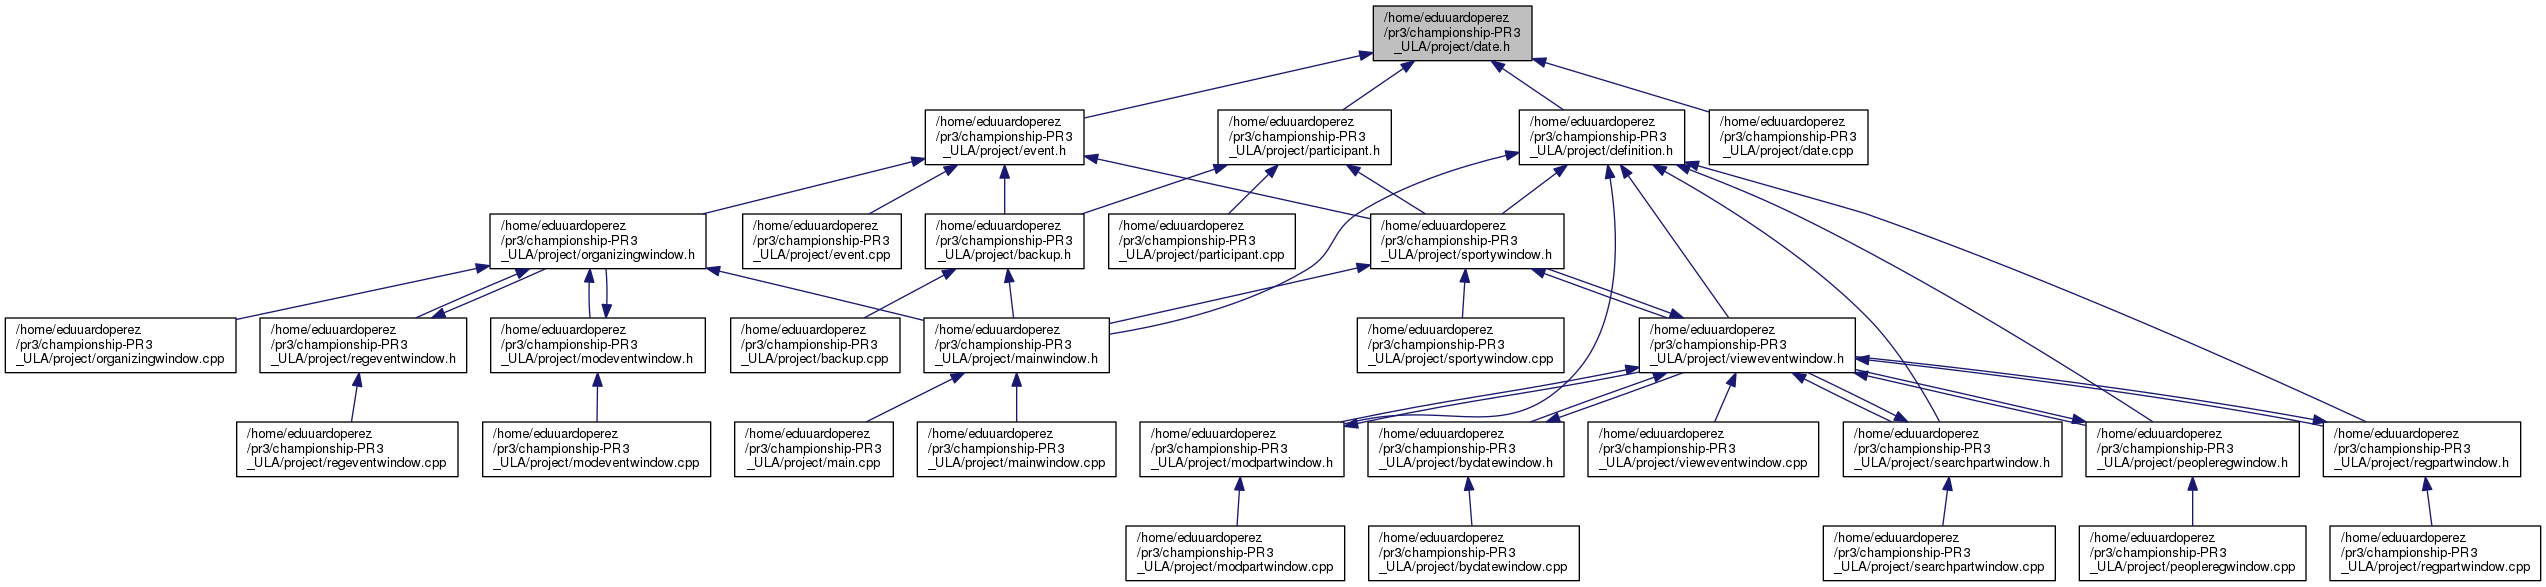 /home/eduuardoperez
/pr3/championship-PR3
_ULA/project/date.h
/home/eduuardoperez
/pr3/championship-PR3
_ULA/project/event.h
/home/eduuardoperez
/pr3/championship-PR3
_ULA/project/participant.h
/home/eduuardoperez
/pr3/championship-PR3
_ULA/project/definition.h
/home/eduuardoperez
/pr3/championship-PR3
_ULA/project/date.cpp
/home/eduuardoperez
/pr3/championship-PR3
_ULA/project/organizingwindow.h
/home/eduuardoperez
/pr3/championship-PR3
_ULA/project/event.cpp
/home/eduuardoperez
/pr3/championship-PR3
_ULA/project/backup.h
/home/eduuardoperez
/pr3/championship-PR3
_ULA/project/participant.cpp
/home/eduuardoperez
/pr3/championship-PR3
_ULA/project/sportywindow.h
/home/eduuardoperez
/pr3/championship-PR3
_ULA/project/organizingwindow.cpp
/home/eduuardoperez
/pr3/championship-PR3
_ULA/project/regeventwindow.h
/home/eduuardoperez
/pr3/championship-PR3
_ULA/project/modeventwindow.h
/home/eduuardoperez
/pr3/championship-PR3
_ULA/project/backup.cpp
/home/eduuardoperez
/pr3/championship-PR3
_ULA/project/mainwindow.h
/home/eduuardoperez
/pr3/championship-PR3
_ULA/project/sportywindow.cpp
/home/eduuardoperez
/pr3/championship-PR3
_ULA/project/vieweventwindow.h
/home/eduuardoperez
/pr3/championship-PR3
_ULA/project/regeventwindow.cpp
/home/eduuardoperez
/pr3/championship-PR3
_ULA/project/modeventwindow.cpp
/home/eduuardoperez
/pr3/championship-PR3
_ULA/project/main.cpp
/home/eduuardoperez
/pr3/championship-PR3
_ULA/project/mainwindow.cpp
/home/eduuardoperez
/pr3/championship-PR3
_ULA/project/modpartwindow.h
/home/eduuardoperez
/pr3/championship-PR3
_ULA/project/bydatewindow.h
/home/eduuardoperez
/pr3/championship-PR3
_ULA/project/vieweventwindow.cpp
/home/eduuardoperez
/pr3/championship-PR3
_ULA/project/searchpartwindow.h
/home/eduuardoperez
/pr3/championship-PR3
_ULA/project/peopleregwindow.h
/home/eduuardoperez
/pr3/championship-PR3
_ULA/project/regpartwindow.h
/home/eduuardoperez
/pr3/championship-PR3
_ULA/project/modpartwindow.cpp
/home/eduuardoperez
/pr3/championship-PR3
_ULA/project/bydatewindow.cpp
/home/eduuardoperez
/pr3/championship-PR3
_ULA/project/searchpartwindow.cpp
/home/eduuardoperez
/pr3/championship-PR3
_ULA/project/peopleregwindow.cpp
/home/eduuardoperez
/pr3/championship-PR3
_ULA/project/regpartwindow.cpp